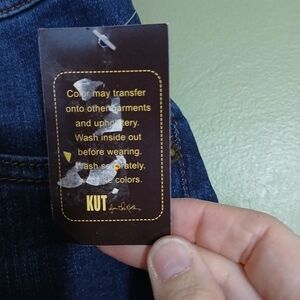 Color may transfer
onto other garments
and upholstery.
Wash inside out
before wearing.
Wash separately,
colors.
KUT